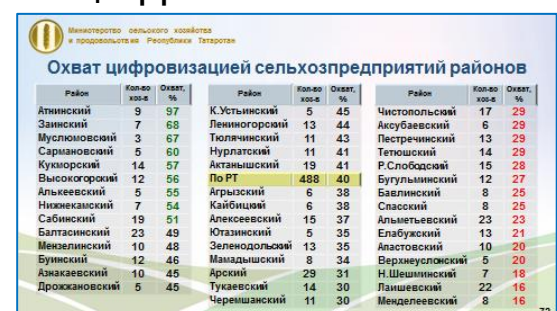 Министерство сельского хозяйства
и продовольствия Республики Татарстан
Охват цифровизацией сельхозпредприятий районов
Район Кол-во хоз-в Охват, %
Атнинский 9 97
Заинский 7 68
Муслюмовский 3 67
Сармановский 5 60
Кукморский 14 57
Высокогорский 12 56
Алькеевский 5 55
Нижнекамский 7 54
Сабинский 19 51
Балтасинский 23 49
Мензелинский 10 48
Буинский 12 46
Азнакаевский 10 45
Дрожжановский 5 45
Район Кол-во хоз-в Охват, %
К.Устьинский 5 45
Лениногорский 13 44
Тюлячинский 11 43
Нурлатский 11 41
Актанышский 19 41
По РТ 488 40
Агрызский 6 38
Кайбицкий 6 38
Алексеевский 15 37
Ютазинский 5 35
Зеленодольский 13 35
Мамадышский 8 34
Арский 29 31
Тукаевский 14 30
Черемшанский 11 30
Район Кол-во хоз-в Охват, %
Чистопольский 17 29
Аксубаевский 6 29
Пестречинский 13 29
Тетюшский 14 29
Р.Слободский 15 28
Бугульминский 12 27
Бавлинский 8 25
Спасский 8 25
Альметьевский 23 23
Елабужский 13 21
Апастовский 10 20
Верхнеуслонский 5 20
Н.Шешминский 7 18
Лаишевский 22 16
Менделеевский 8 16